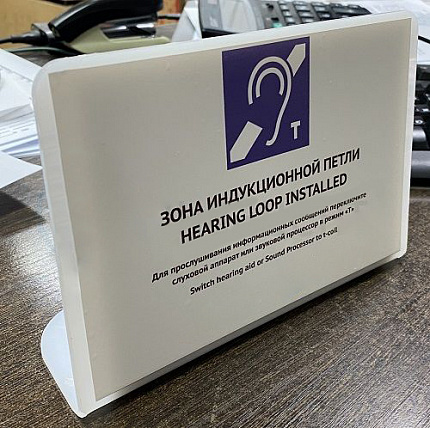 T
ЗОНА ИНДУКЦИОННОЙ ПЕТЛИ
HEARING LOOP INSTALLED
Для прослушивания информационных сообщений переключите
слуховой аппарат или звуковой процессор в режим «Т»
Switch hearing aid or Sound Processor to t-coil